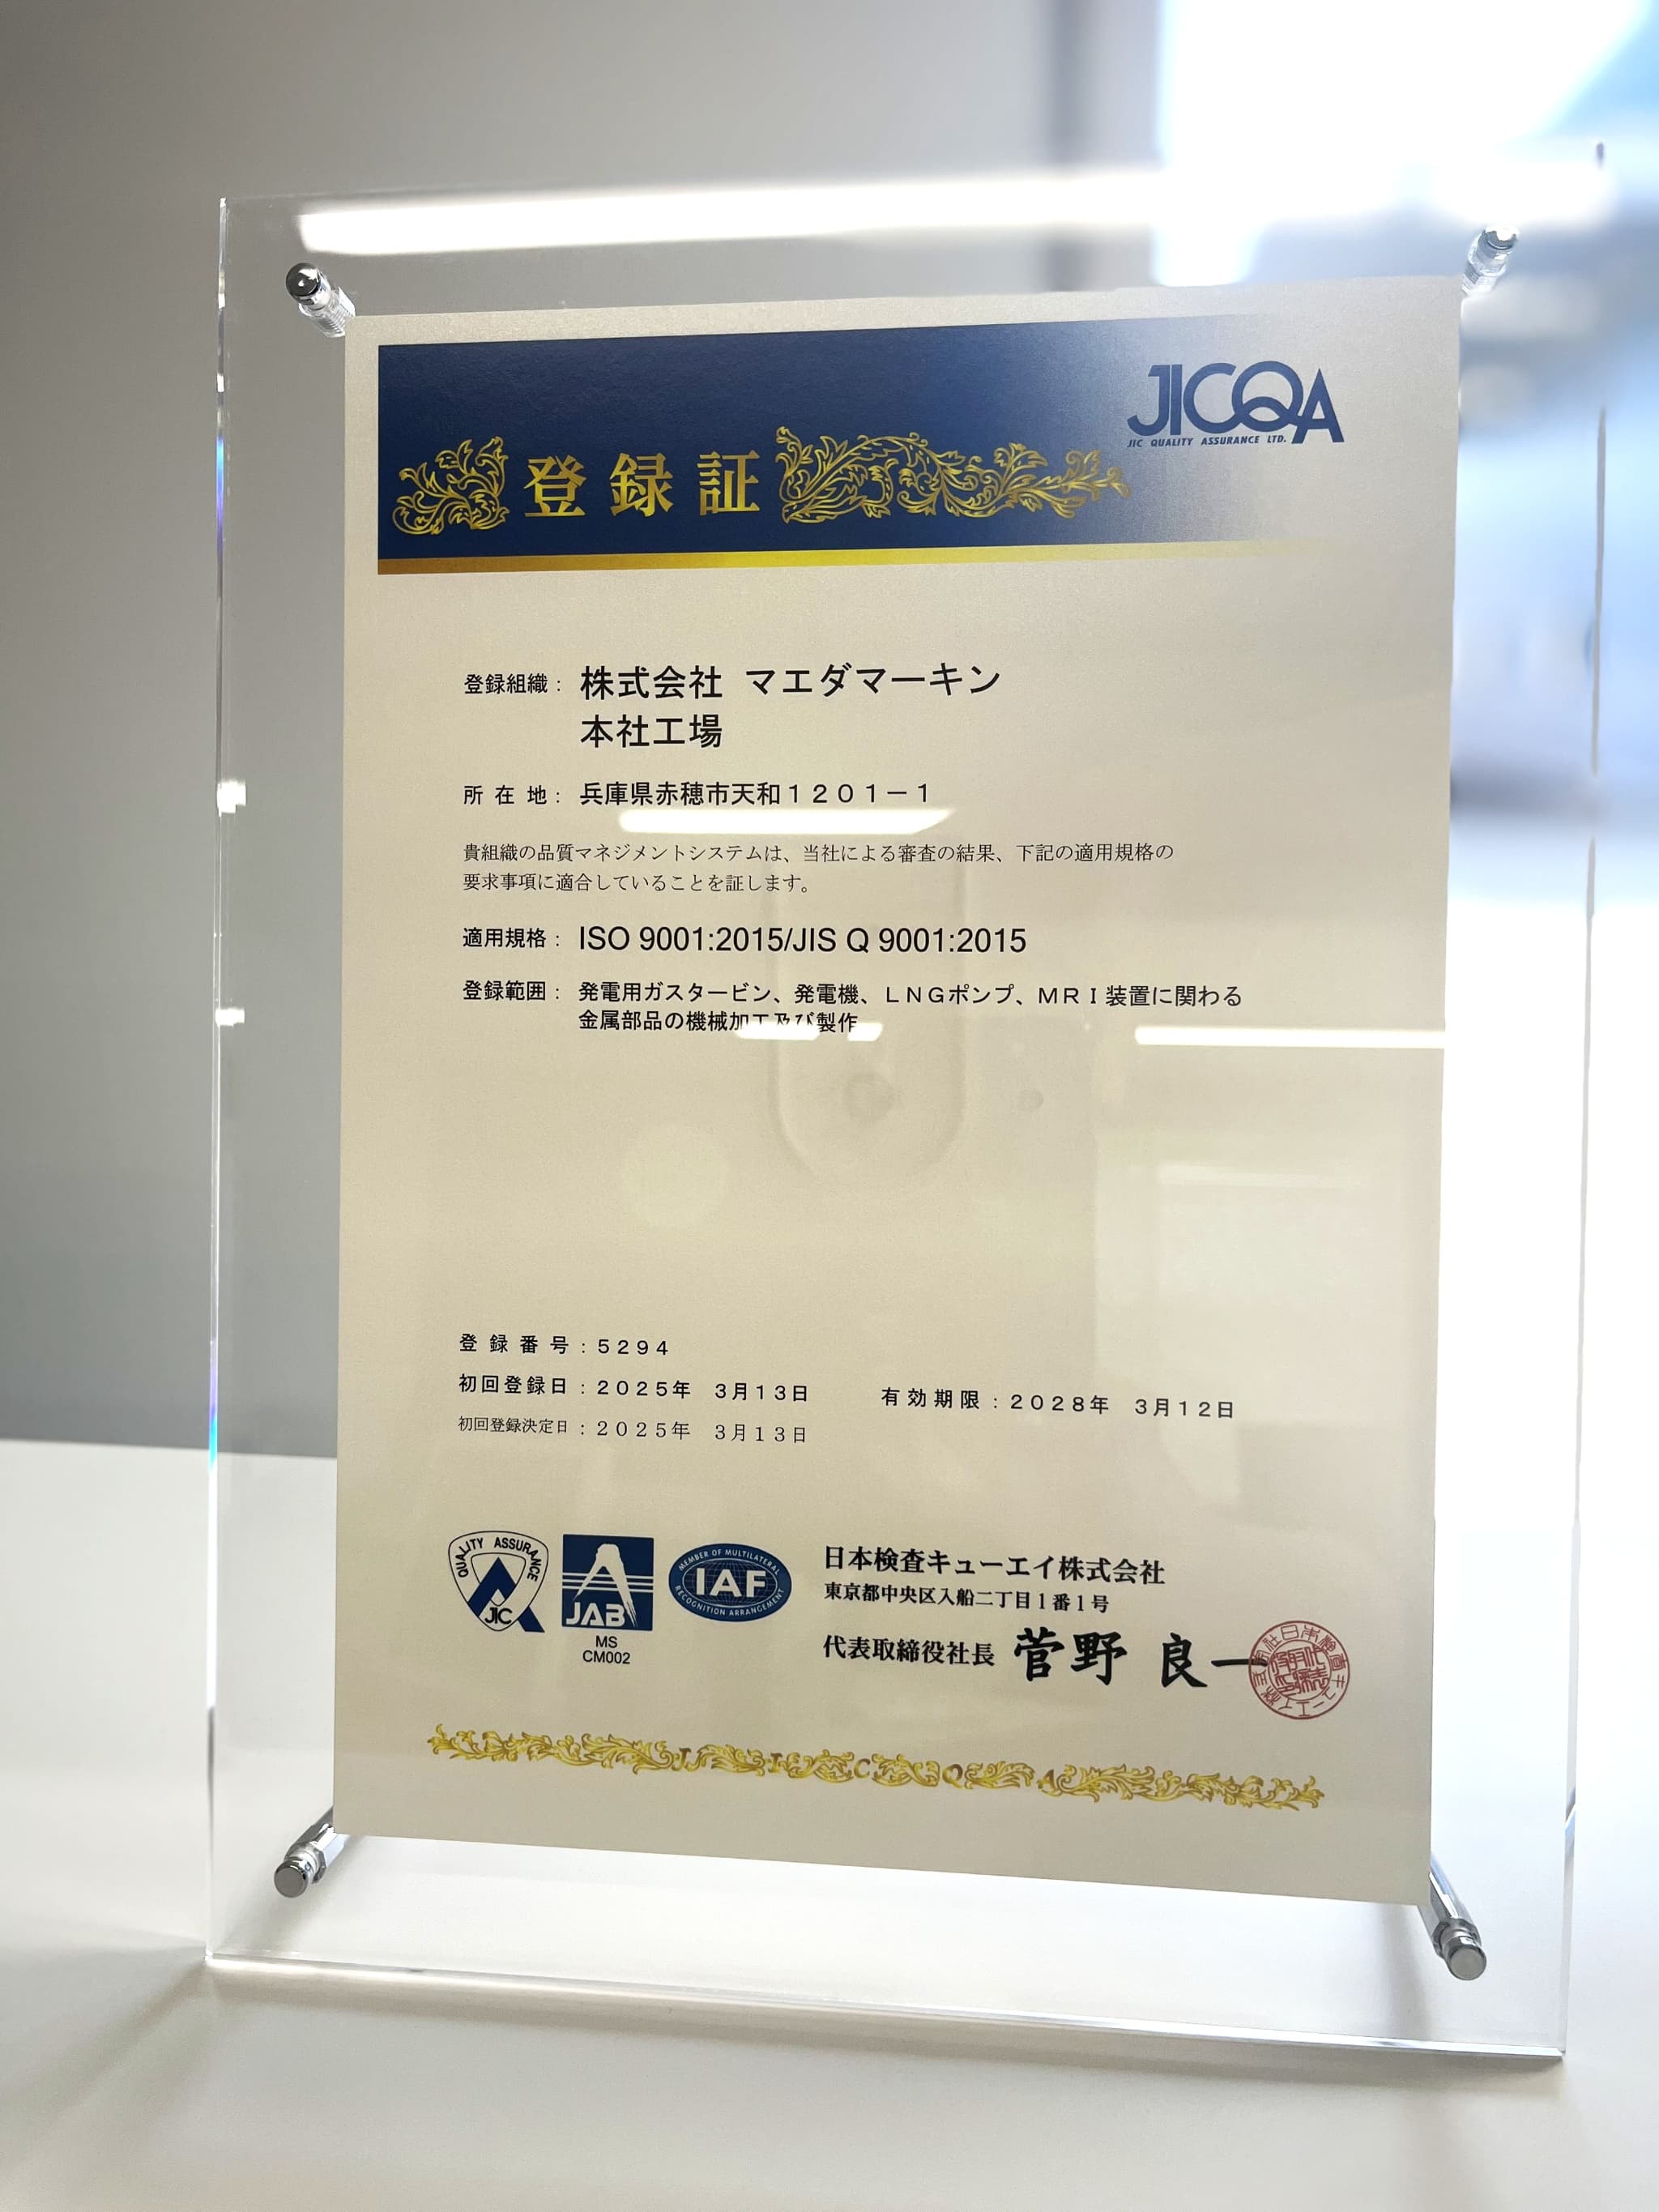 JICQA
JIC QUALITY ASSURANCE LTD.
登録証
登録組織： 株式会社 マエダマーキン
本社工場
所在地： 兵庫県赤穂市天和１２０１－１
貴組織の品質マネジメントシステムは、当社による審査の結果、下記の適用規格の
要求事項に適合していることを証します。
適用規格： ISO 9001:2015/JIS Q 9001:2015
登録範囲： 発電用ガスタービン、発電機、ＬＮＧポンプ、ＭＲＩ装置に関わる
金属部品の機械加工及び製作
登録番号：５２９４
初回登録日：２０２５年　３月１３日　有効期限：２０２８年　３月１２日
初回登録決定日：２０２５年　３月１３日
QUALITY ASSURANCE
JIC
JAB
MS
CM002
MEMBER OF MULTILATERAL
IAF
RECOGNITION ARRANGEMENT
日本検査キューエイ株式会社
東京都中央区入船二丁目１番１号
代表取締役社長 菅野 良一
J I C Q A